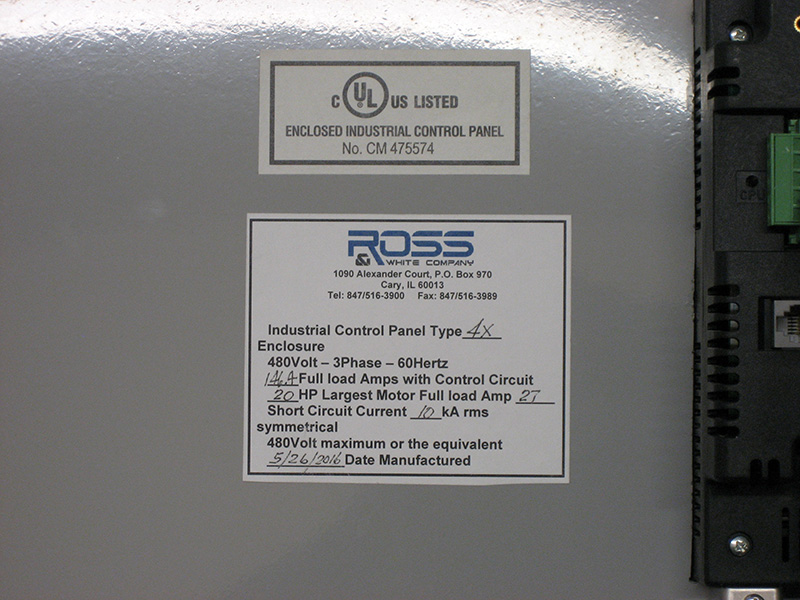 C UL US LISTED
ENCLOSED INDUSTRIAL CONTROL PANEL
No. CM 475574
ROSS
& WHITE COMPANY
1090 Alexander Court, P.O. Box 970
Cary, IL 60013
Tel: 847/516-3900 Fax: 847/516-3989
Industrial Control Panel Type 4X
Enclosure
480Volt – 3Phase – 60Hertz
Full load Amps with Control Circuit
20 HP Largest Motor Full load Amp
Short Circuit Current 10 kA rms
symmetrical
480Volt maximum or the equivalent
5/26/2016 Date Manufactured
CPU